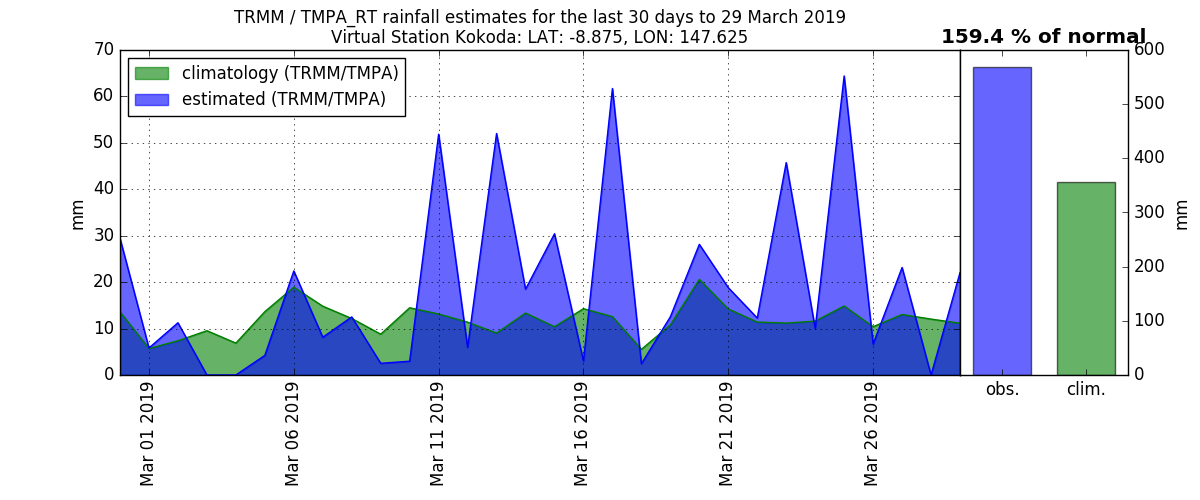 TRMM / TMPA_RT rainfall estimates for the last 30 days to 29 March 2019
Virtual Station Kokoda: LAT: -8.875, LON: 147.625
159.4 % of normal
climatology (TRMM/TMPA)
estimated (TRMM/TMPA)
70
60
50
40
30
20
10
0
mm
Mar 01 2019
Mar 06 2019
Mar 11 2019
Mar 16 2019
Mar 21 2019
Mar 26 2019
obs.
clim.
600
500
400
300
200
100
0
mm